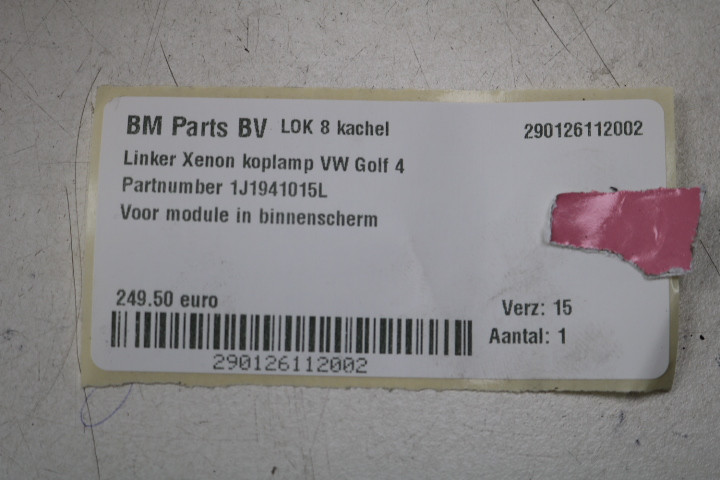 BM Parts BV LOK 8 kachel 290126112002
Linker Xenon koplamp VW Golf 4
Partnumber 1J1941015L
Voor module in binnenscherm
249.50 euro Verz: 15
Aantal: 1
290126112002